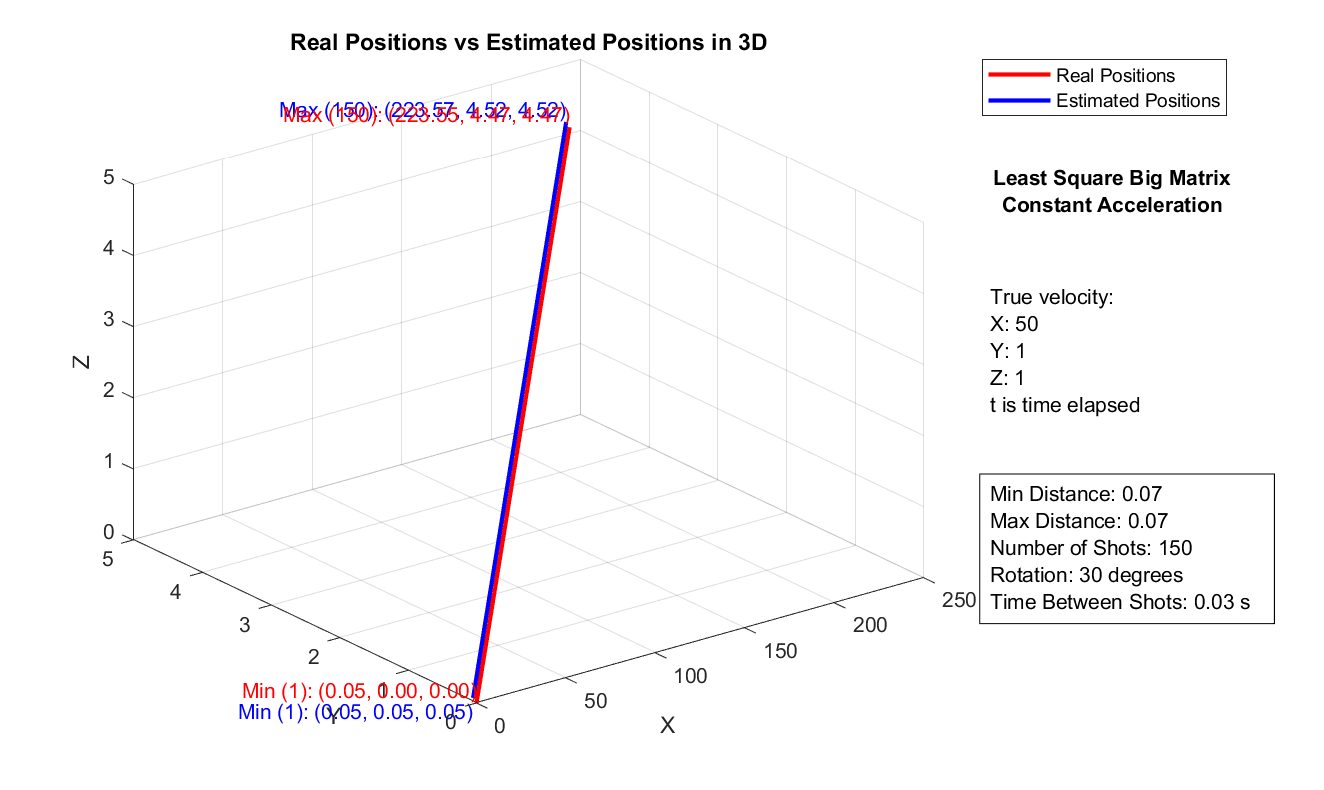 Real Positions vs Estimated Positions in 3D
Real Positions
Estimated Positions
Max (150): (223.57, 4.52, 4.52)
Max (150): (223.55, 4.47, 4.47)
Least Square Big Matrix
Constant Acceleration
True velocity:
X: 50
Y: 1
Z: 1
t is time elapsed
Min Distance: 0.07
Max Distance: 0.07
Number of Shots: 150
Rotation: 30 degrees
Time Between Shots: 0.03 s
5
4
3
2
1
0
Z
5
4
3
2
1
0
Y
0
50
100
150
200
250
X
Min (1): (0.05, 0.00, 0.00)
Min (1): (0.05, 0.05, 0.05)